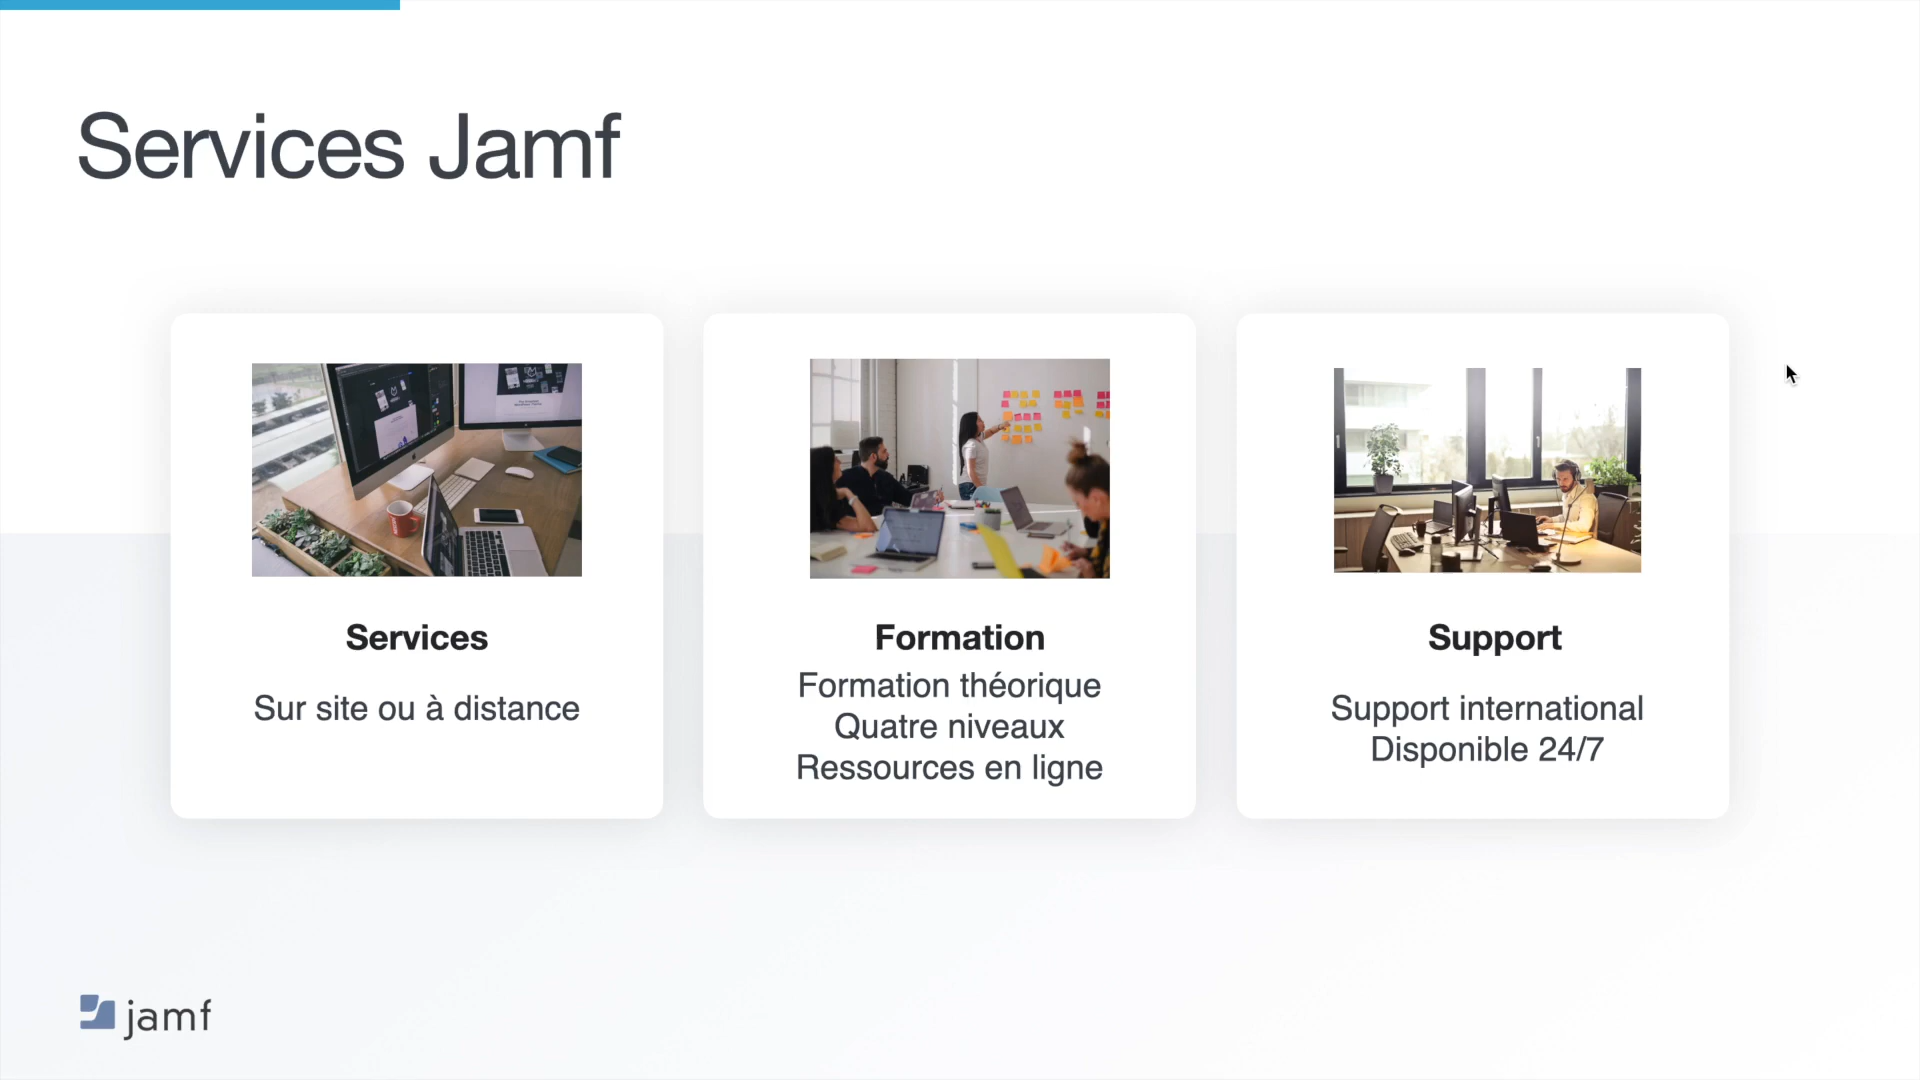 Services Jamf
Services
Sur site ou à distance
Formation
Formation théorique
Quatre niveaux
Ressources en ligne
Support
Support international
Disponible 24/7
jamf